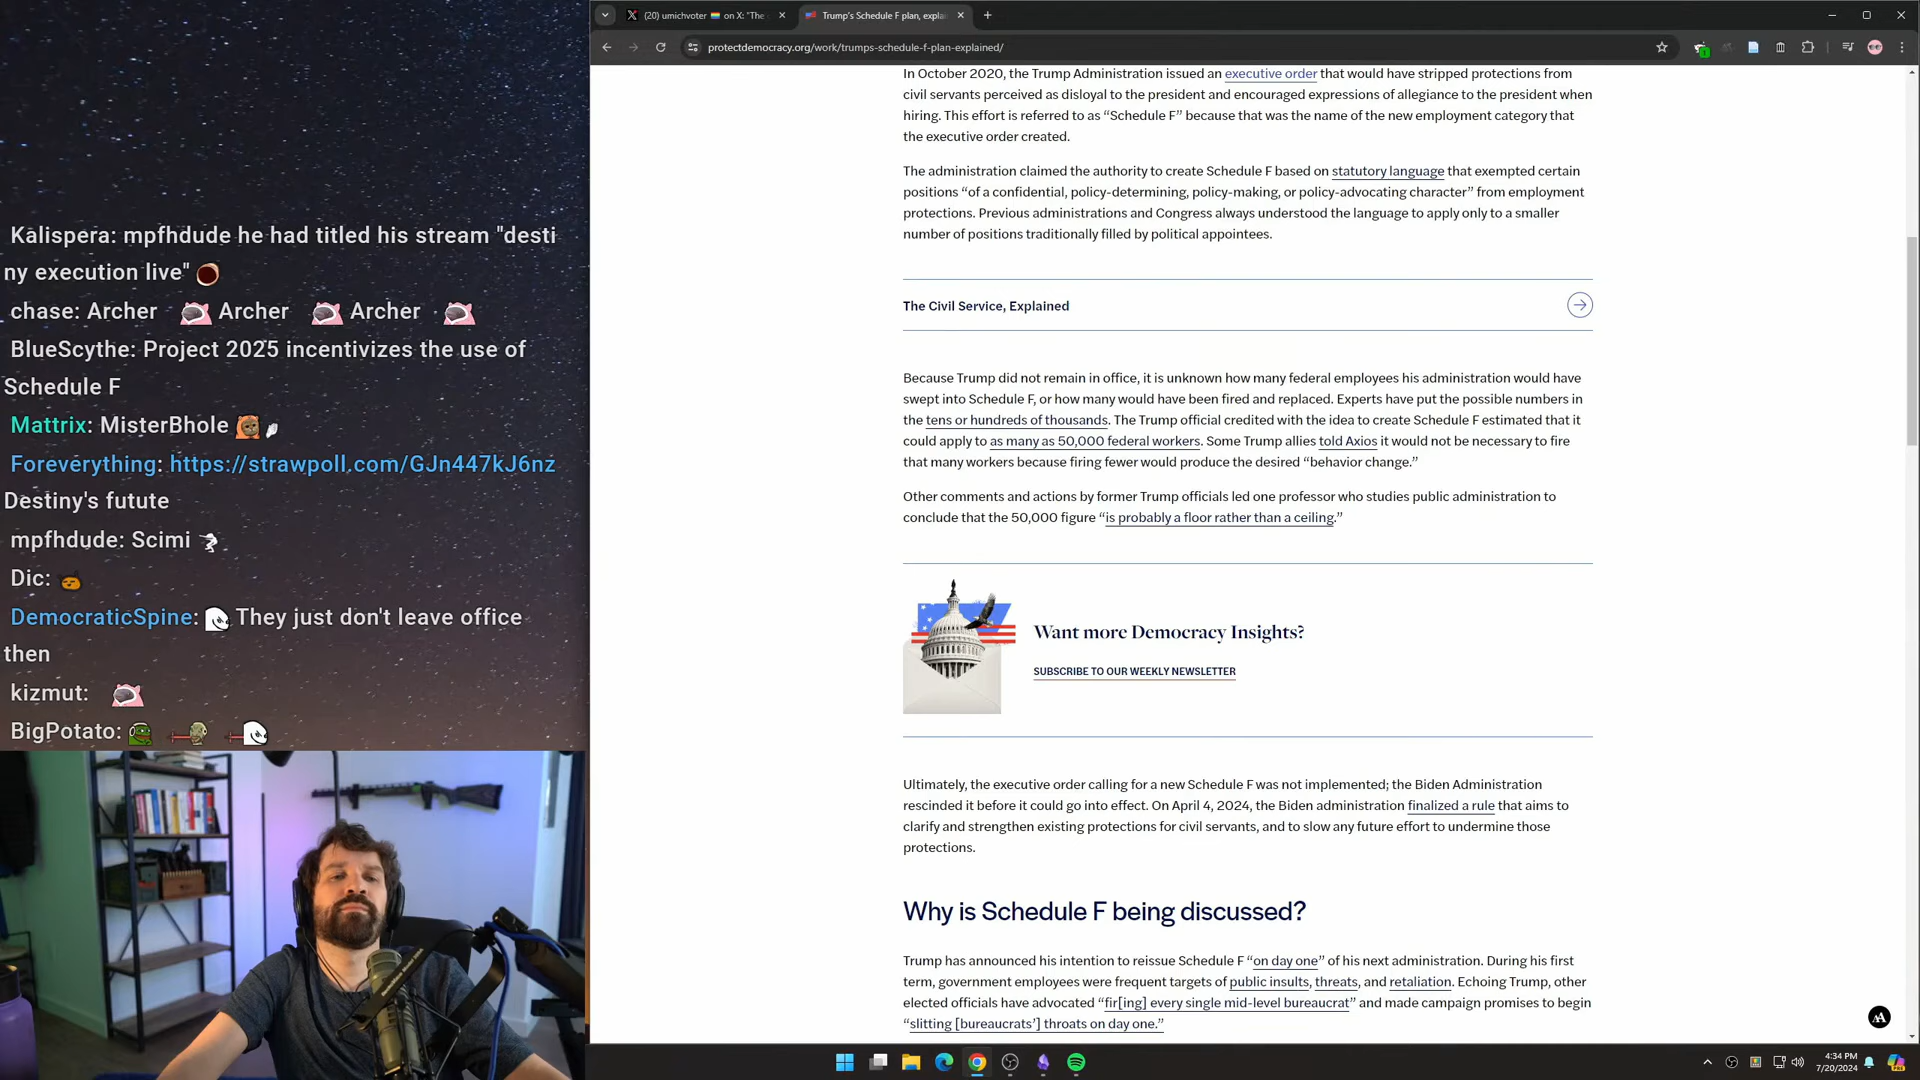 (20) umichvoter 🏳️‍🌈 on X: "The
Trump's Schedule F plan, expla
protectdemocracy.org/work/trumps-schedule-f-plan-explained/
Kalispera: mpfhdude he had titled his stream "desti
ny execution live"
chase: Archer Archer Archer
BlueScythe: Project 2025 incentivizes the use of
Schedule F
Mattrix: MisterBhole
Foreverything: https://strawpoll.com/GJn447kJ6nz
Destiny's futute
mpfhdude: Scimi
Dic:
DemocraticSpine: They just don't leave office
then
kizmut:
BigPotato:
In October 2020, the Trump Administration issued an executive order that would have stripped protections from
civil servants perceived as disloyal to the president and encouraged expressions of allegiance to the president when
hiring. This effort is referred to as “Schedule F” because that was the name of the new employment category that
the executive order created.
The administration claimed the authority to create Schedule F based on statutory language that exempted certain
positions “of a confidential, policy-determining, policy-making, or policy-advocating character” from employment
protections. Previous administrations and Congress always understood the language to apply only to a smaller
number of positions traditionally filled by political appointees.
The Civil Service, Explained
Because Trump did not remain in office, it is unknown how many federal employees his administration would have
swept into Schedule F, or how many would have been fired and replaced. Experts have put the possible numbers in
the tens or hundreds of thousands. The Trump official credited with the idea to create Schedule F estimated that it
could apply to as many as 50,000 federal workers. Some Trump allies told Axios it would not be necessary to fire
that many workers because firing fewer would produce the desired “behavior change.”
Other comments and actions by former Trump officials led one professor who studies public administration to
conclude that the 50,000 figure “is probably a floor rather than a ceiling.”
Want more Democracy Insights?
SUBSCRIBE TO OUR WEEKLY NEWSLETTER
Ultimately, the executive order calling for a new Schedule F was not implemented; the Biden Administration
rescinded it before it could go into effect. On April 4, 2024, the Biden administration finalized a rule that aims to
clarify and strengthen existing protections for civil servants, and to slow any future effort to undermine those
protections.
Why is Schedule F being discussed?
Trump has announced his intention to reissue Schedule F “on day one” of his next administration. During his first
term, government employees were frequent targets of public insults, threats, and retaliation. Echoing Trump, other
elected officials have advocated “fir[ing] every single mid-level bureaucrat” and made campaign promises to begin
“slitting [bureaucrats’] throats on day one.”
4:34 PM
7/20/2024